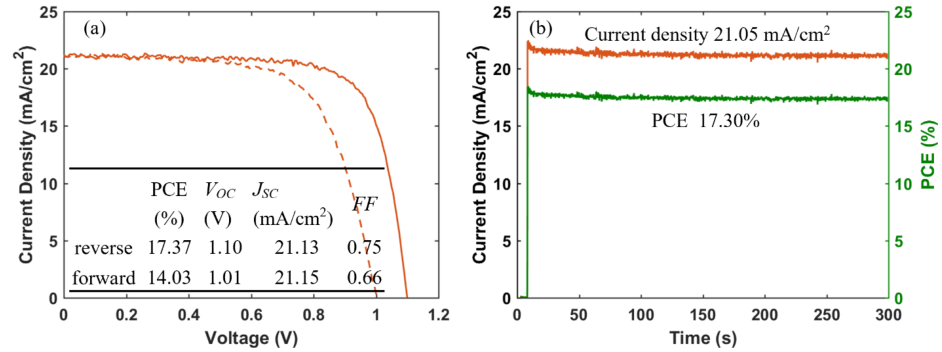 (a)
25
20
15
10
5
0
Current Density (mA/cm²)
PCE V_OC J_SC FF
(%) (V) (mA/cm²)
reverse 17.37 1.10 21.13 0.75
forward 14.03 1.01 21.15 0.66
0 0.2 0.4 0.6 0.8 1 1.2
Voltage (V)
(b)
Current density 21.05 mA/cm²
PCE 17.30%
25
20
15
10
5
0
Current Density (mA/cm²)
25
20
15
10
5
0
PCE (%)
0 50 100 150 200 250 300
Time (s)